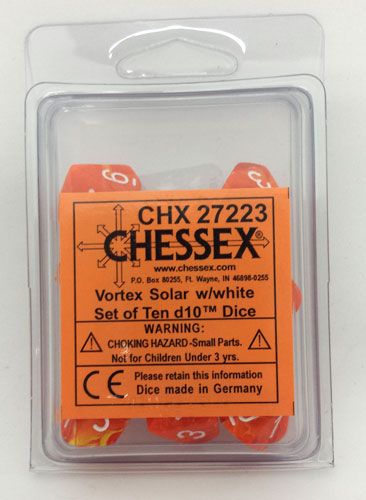 CHX 27223
CHESSEX®
www.chessex.com
P.O. Box 80255, Ft. Wayne, IN 46898-0255
Vortex Solar w/white
Set of Ten d10™ Dice
WARNING:
CHOKING HAZARD-Small Parts.
Not for Children Under 3 yrs.
CE Please retain this information
Dice made in Germany